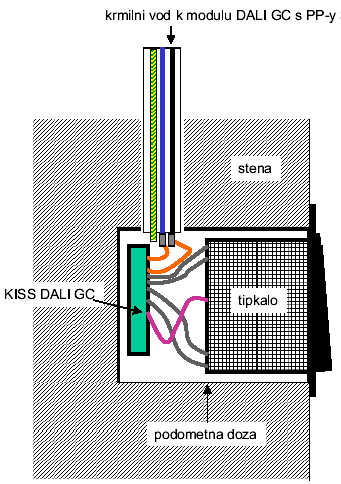 krmilni vod k modulu DALI GC s PP-y
stena
KISS DALI GC
tipkalo
podometna doza